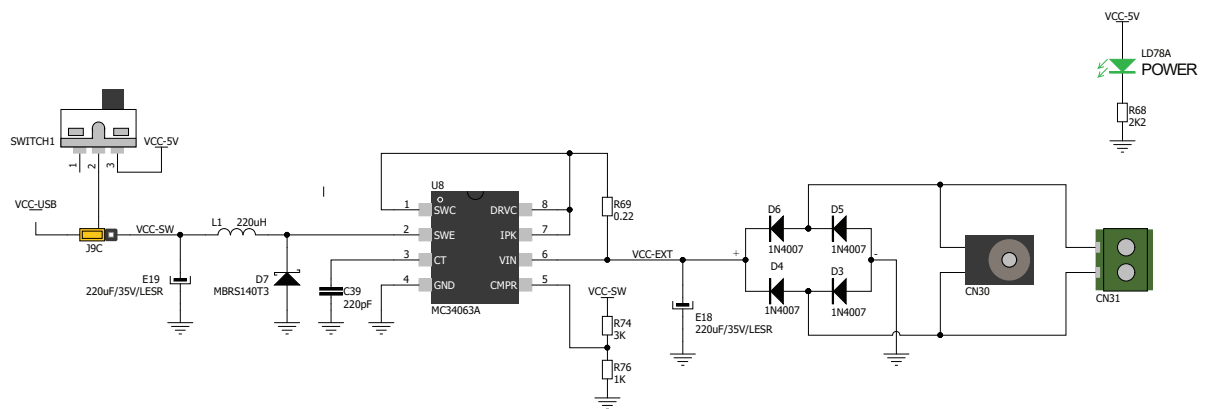 VCC-5V
LD78A
POWER
R68
2K2
SWITCH1
1
2
3
VCC-5V
VCC-USB
J9C
VCC-SW
L1 220uH
E19
220uF/35V/LESR
D7
MBRS140T3
C39
220pF
U8
1 SWC DRVC 8
2 SWE IPK 7
3 CT VIN 6
4 GND CMPR 5
MC34063A
R69
0.22
VCC-EXT
VCC-SW
R74
3K
R76
1K
E18
220uF/35V/LESR
+
-
D6
1N4007
D5
1N4007
D4
1N4007
D3
1N4007
CN30
CN31